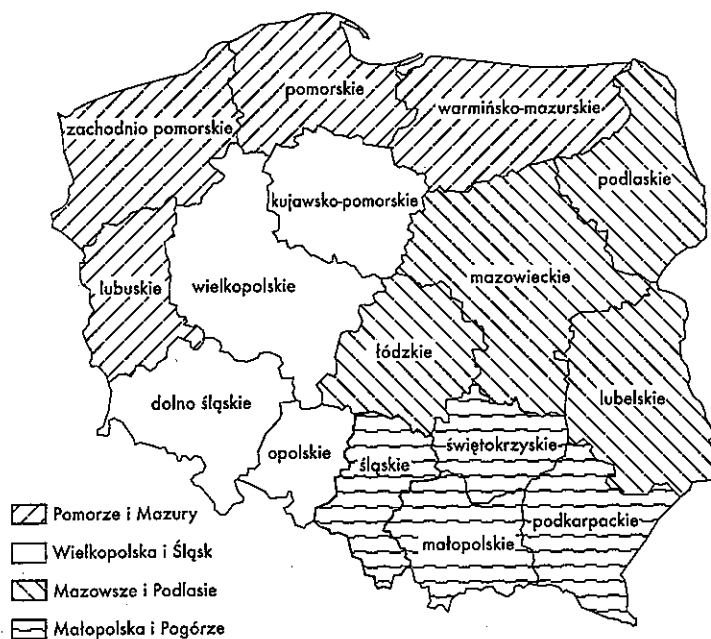 pomorskie
zachodnio pomorskie
warmińsko-mazurskie
podlaskie
kujawsko-pomorskie
lubuskie
wielkopolskie
mazowieckie
łódzkie
dolno śląskie
lubelskie
opolskie
śląskie
świętokrzyskie
małopolskie
podkarpackie
Pomorze i Mazury
Wielkopolska i Śląsk
Mazowsze i Podlasie
Małopolska i Pogórze